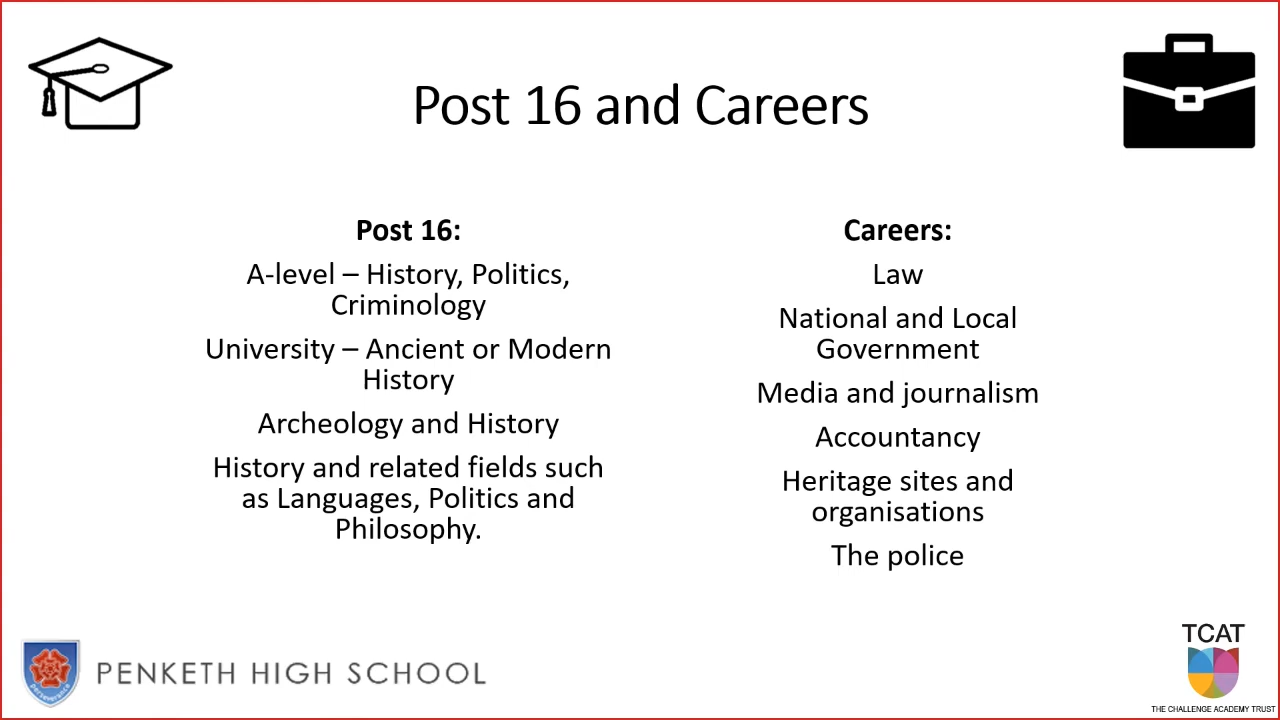 Post 16 and Careers
Post 16:
A-level – History, Politics,
Criminology
University – Ancient or Modern
History
Archeology and History
History and related fields such
as Languages, Politics and
Philosophy.
Careers:
Law
National and Local
Government
Media and journalism
Accountancy
Heritage sites and
organisations
The police
perseverance
PENKETH HIGH SCHOOL
TCAT
THE CHALLENGE ACADEMY TRUST